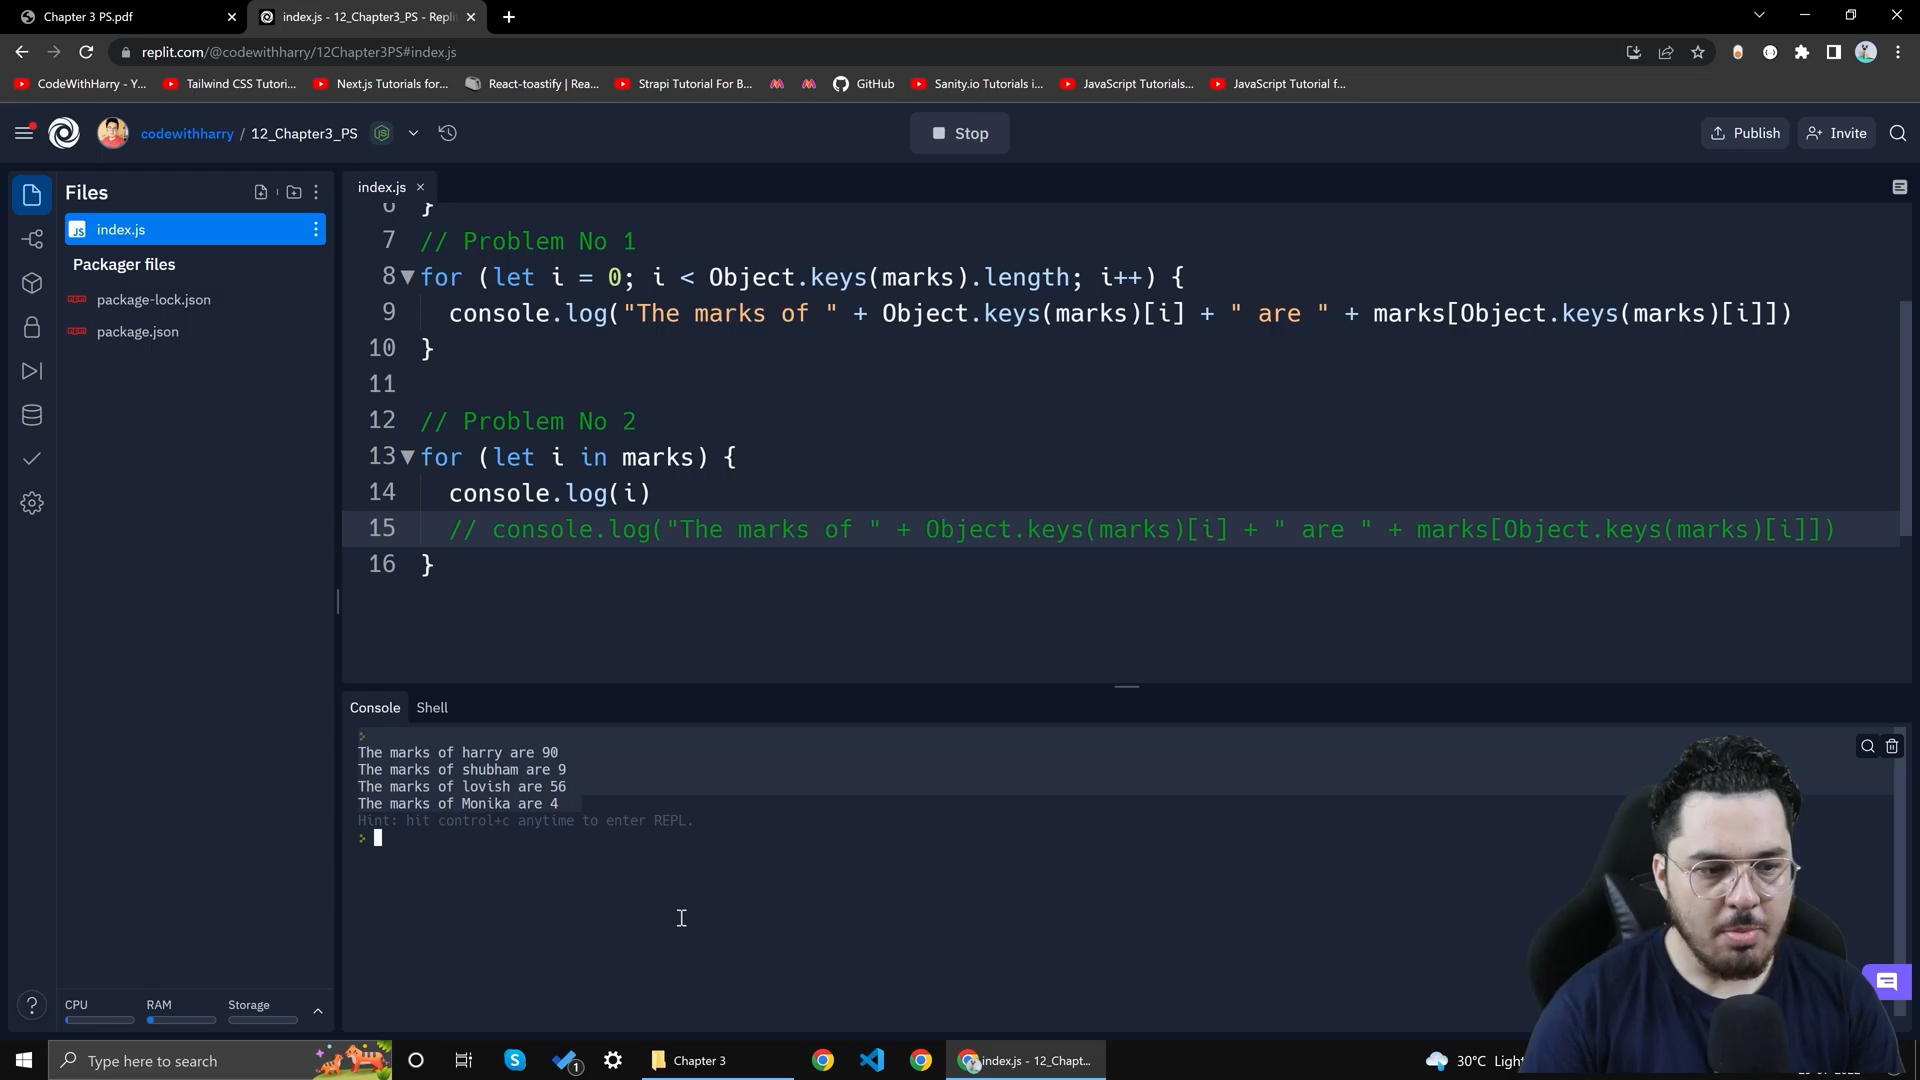 Chapter 3 PS.pdf
index.js - 12_Chapter3_PS - Repli
replit.com/@codewithharry/12Chapter3PS#index.js
CodeWithHarry - Y...
Tailwind CSS Tutori...
Next.js Tutorials for...
React-toastify | Rea...
Strapi Tutorial For B...
GitHub
Sanity.io Tutorials i...
JavaScript Tutorials...
JavaScript Tutorial f...
codewithharry / 12_Chapter3_PS
Stop
Publish
Invite
Files
index.js
Packager files
package-lock.json
package.json
index.js
6 }
7 // Problem No 1
8 for (let i = 0; i < Object.keys(marks).length; i++) {
9 console.log("The marks of " + Object.keys(marks)[i] + " are " + marks[Object.keys(marks)[i]])
10 }
11
12 // Problem No 2
13 for (let i in marks) {
14 console.log(i)
15 // console.log("The marks of " + Object.keys(marks)[i] + " are " + marks[Object.keys(marks)[i]])
16 }
Console Shell
The marks of harry are 90
The marks of shubham are 9
The marks of lovish are 56
The marks of Monika are 4
Hint: hit control+c anytime to enter REPL.
CPU RAM Storage
Type here to search
1
Chapter 3
index.js - 12_Chapt...
30°C Light